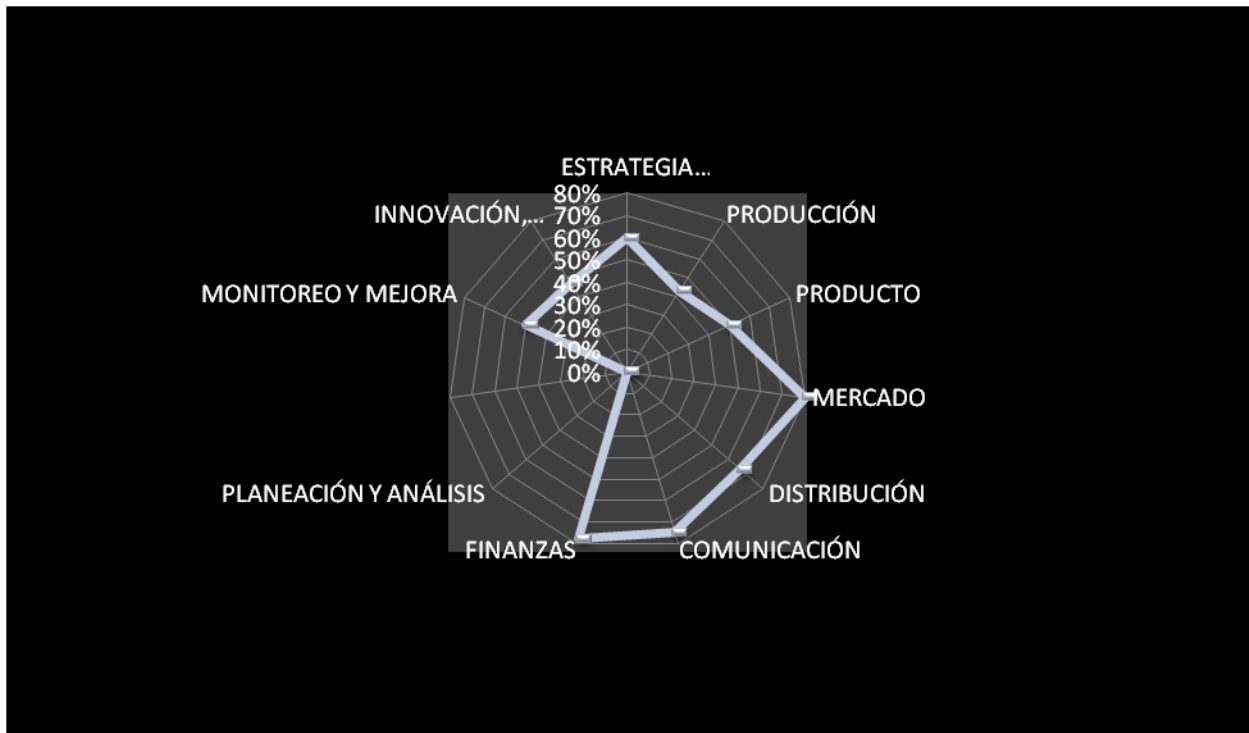 ESTRATEGIA...
PRODUCCIÓN
PRODUCTO
MERCADO
DISTRIBUCIÓN
COMUNICACIÓN
FINANZAS
PLANEACIÓN Y ANÁLISIS
MONITOREO Y MEJORA
INNOVACIÓN,...
80%
70%
60%
50%
40%
30%
20%
10%
0%